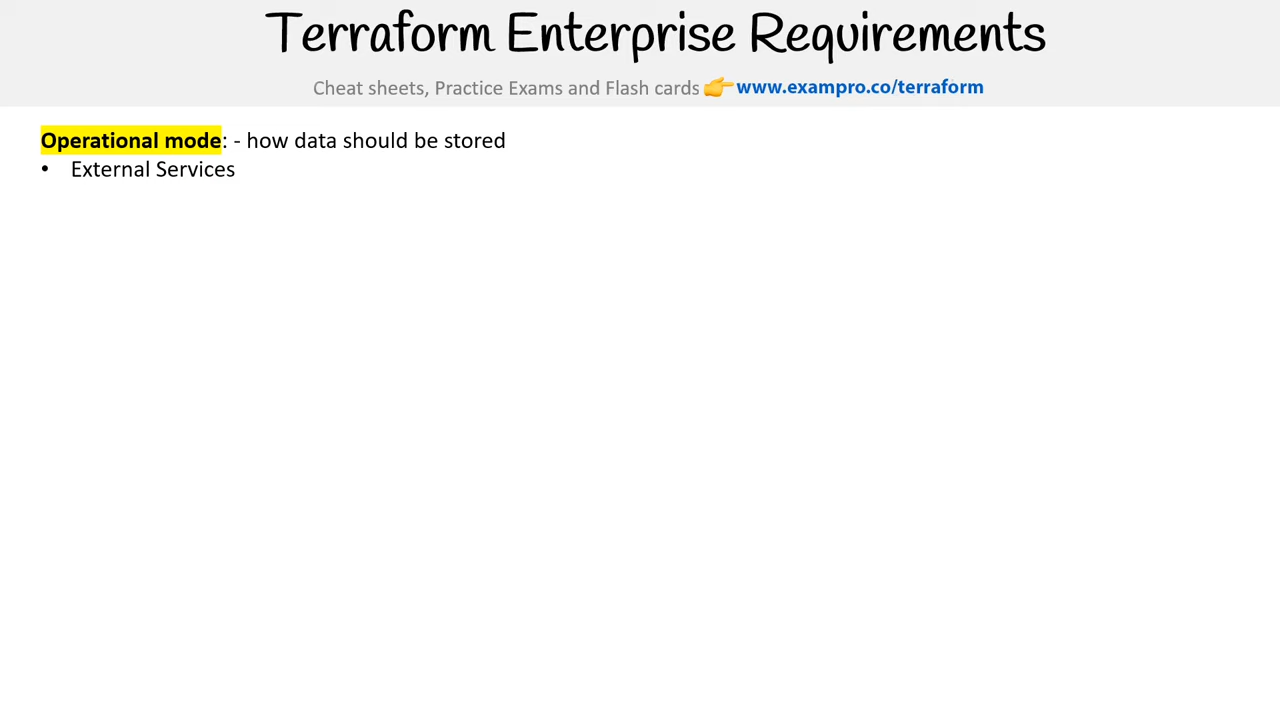 Terraform Enterprise Requirements
Cheat sheets, Practice Exams and Flash cards 👉 www.exampro.co/terraform
Operational mode: - how data should be stored
• External Services